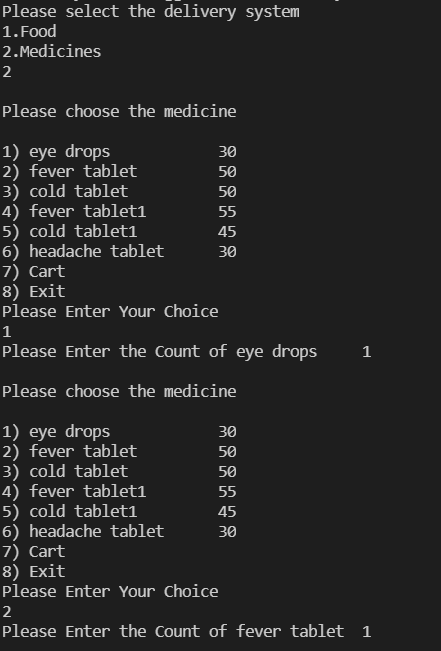 Please select the delivery system
1.Food
2.Medicines
2
Please choose the medicine
1) eye drops 30
2) fever tablet 50
3) cold tablet 50
4) fever tablet1 55
5) cold tablet1 45
6) headache tablet 30
7) Cart
8) Exit
Please Enter Your Choice
1
Please Enter the Count of eye drops 1
Please choose the medicine
1) eye drops 30
2) fever tablet 50
3) cold tablet 50
4) fever tablet1 55
5) cold tablet1 45
6) headache tablet 30
7) Cart
8) Exit
Please Enter Your Choice
2
Please Enter the Count of fever tablet 1